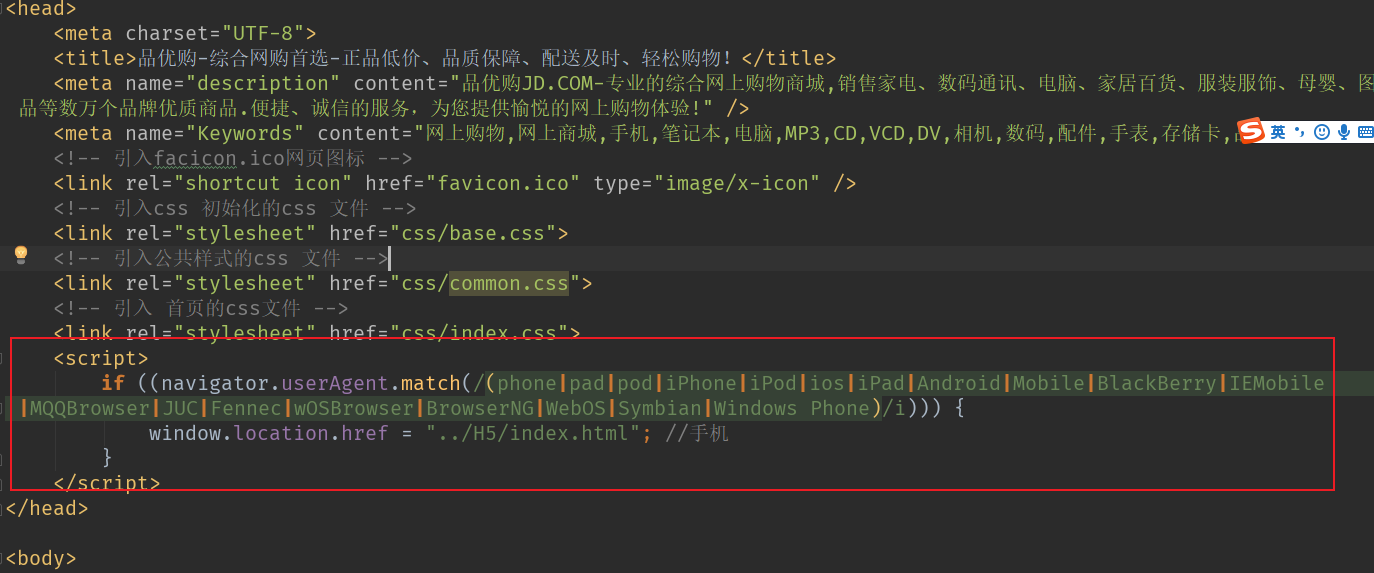 <head>
<meta charset="UTF-8">
<title>品优购-综合网购首选-正品低价、品质保障、配送及时、轻松购物！</title>
<meta name="description" content="品优购JD.COM-专业的综合网上购物商城,销售家电、数码通讯、电脑、家居百货、服装服饰、母婴、图
品等数万个品牌优质商品.便捷、诚信的服务，为您提供愉悦的网上购物体验!" />
<meta name="Keywords" content="网上购物,网上商城,手机,笔记本,电脑,MP3,CD,VCD,DV,相机,数码,配件,手表,存储卡,
英
<!-- 引入facicon.ico网页图标 -->
<link rel="shortcut icon" href="favicon.ico" type="image/x-icon" />
<!-- 引入css 初始化的css 文件 -->
<link rel="stylesheet" href="css/base.css">
<!-- 引入公共样式的css 文件 -->
<link rel="stylesheet" href="css/common.css">
<!-- 引入 首页的css文件 -->
<link rel="stylesheet" href="css/index.css">
<script>
if ((navigator.userAgent.match(/(phone|pad|pod|iPhone|iPod|ios|iPad|Android|Mobile|BlackBerry|IEMobile
|MQQBrowser|JUC|Fennec|wOSBrowser|BrowserNG|WebOS|Symbian|Windows Phone)/i))) {
window.location.href = "../H5/index.html"; //手机
}
</script>
</head>
<body>